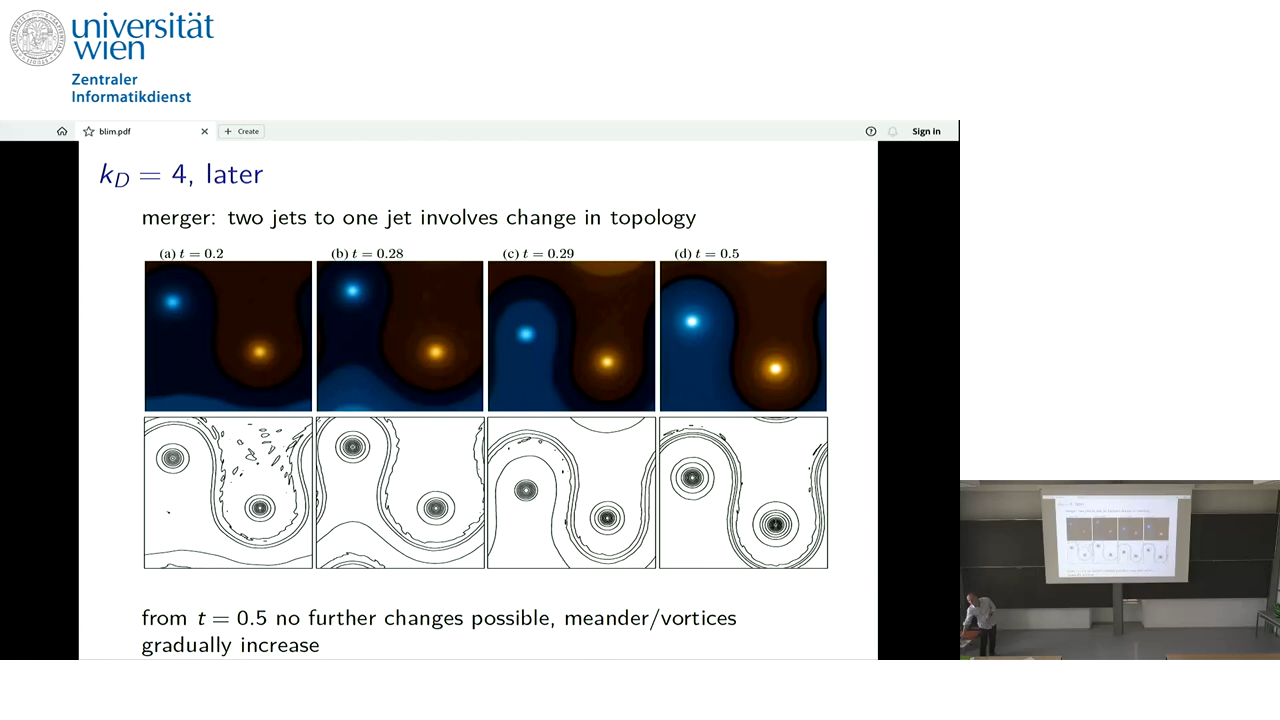 universität
wien
Zentraler
Informatikdienst
blim.pdf
Create
Sign in
k_D = 4, later
merger: two jets to one jet involves change in topology
(a) t = 0.2
(b) t = 0.28
(c) t = 0.29
(d) t = 0.5
from t = 0.5 no further changes possible, meander/vortices
gradually increase